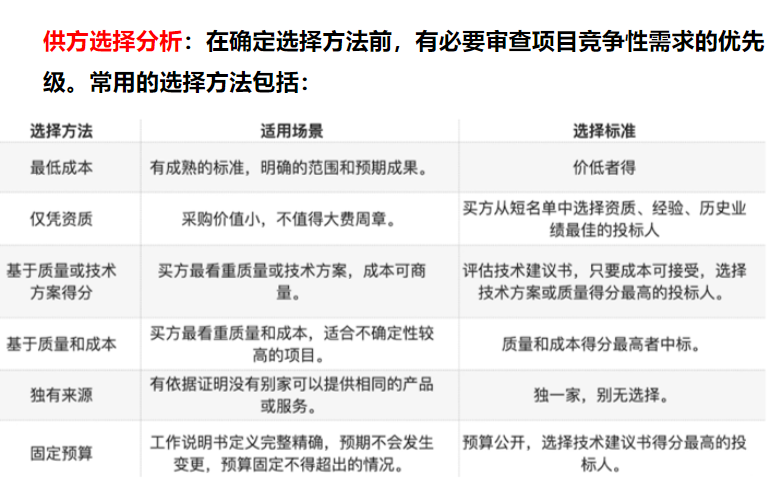 供方选择分析：在确定选择方法前，有必要审查项目竞争性需求的优先
级。常用的选择方法包括：
选择方法 适用场景 选择标准
最低成本 有成熟的标准，明确的范围和预期成果。 价低者得
仅凭资质 采购价值小，不值得大费周章。 买方从短名单中选择资质、经验、历史业
绩最佳的投标人
基于质量或技术 买方最看重质量或技术方案，成本可商 评估技术建议书，只要成本可接受，选择
方案得分 量。 技术方案或质量得分最高的投标人。
基于质量和成本 买方最看重质量和成本，适合不确定性较 质量和成本得分最高者中标。
高的项目。
独有来源 有依据证明没有别家可以提供相同的产品 独一家，别无选择。
或服务。
固定预算 工作说明书定义完整精确，预期不会发生 预算公开，选择技术建议书得分最高的投
变更，预算固定不得超出的情况。 标人。